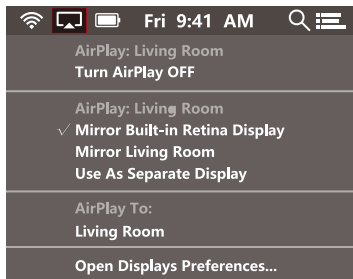 Fri 9:41 AM
AirPlay: Living Room
Turn AirPlay OFF
AirPlay: Living Room
✓ Mirror Built-in Retina Display
Mirror Living Room
Use As Separate Display
AirPlay To:
Living Room
Open Displays Preferences...